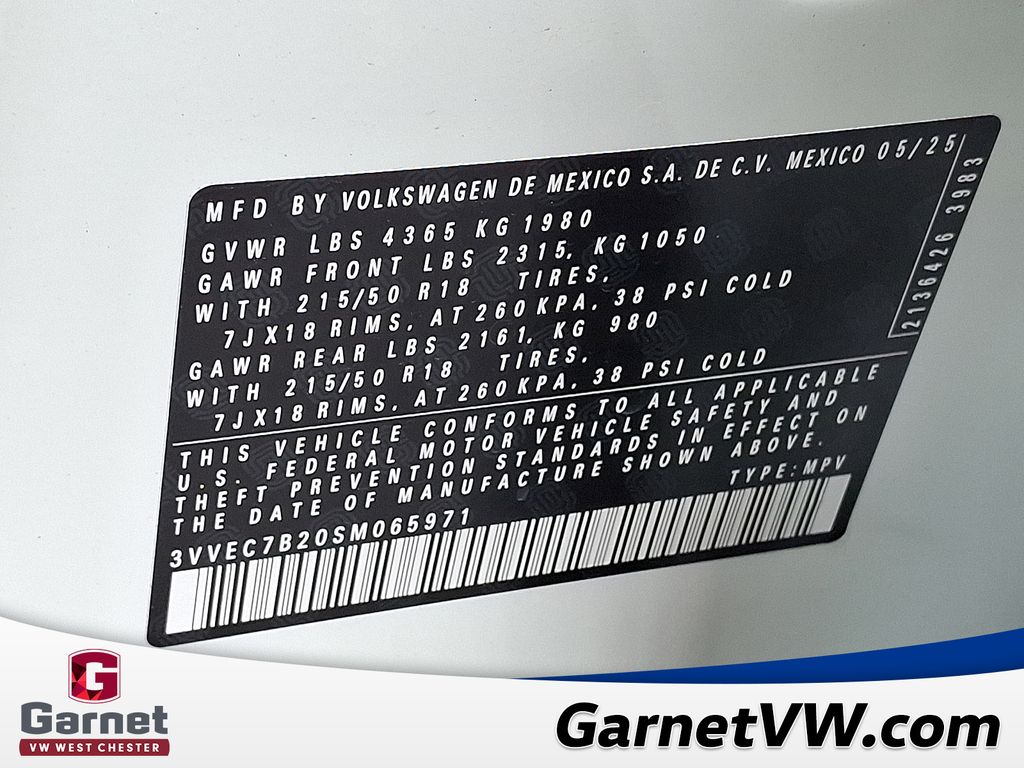 MFD BY VOLKSWAGEN DE MEXICO S.A. DE C.V. MEXICO 05/25
GVWR LBS 4365 KG 1980
GAWR FRONT LBS 2315, KG1050
WITH 215/50 R18 TIRES,
7JX18 RIMS, AT 260KPA, 38 PSI COLD
GAWR REAR LBS 2161, KG 980
WITH 215/50 R18 TIRES,
7JX18 RIMS, AT 260KPA, 38 PSI COLD
2136426 3983
THIS VEHICLE CONFORMS TO ALL APPLICABLE
U.S. FEDERAL MOTOR VEHICLE SAFETY AND
THEFT PREVENTION STANDARDS IN EFFECT ON
THE DATE OF MANUFACTURE SHOWN ABOVE.
TYPE:MPV
3VVEC7B20SM065971
G
Garnet
VW WEST CHESTER
GarnetVW.com